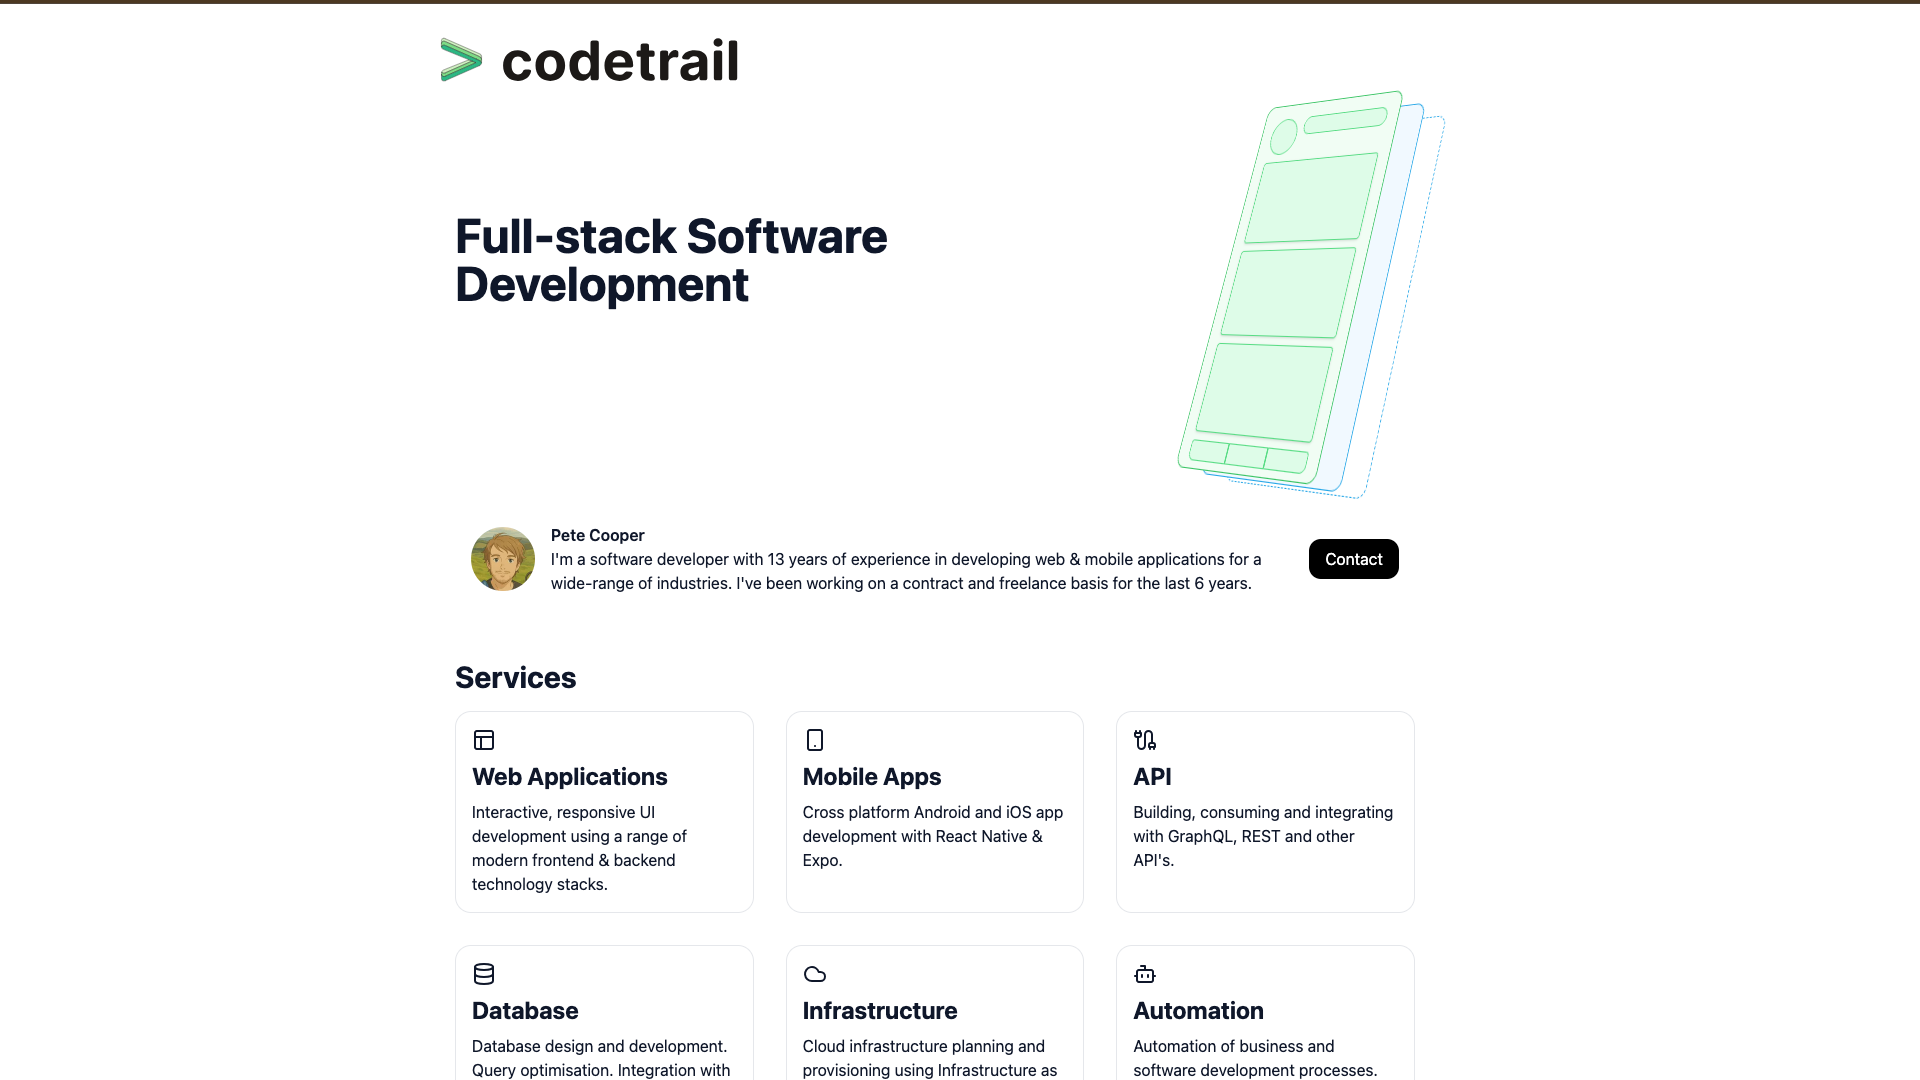 codetrail
Full-stack Software
Development
Pete Cooper
I'm a software developer with 13 years of experience in developing web & mobile applications for a
wide-range of industries. I've been working on a contract and freelance basis for the last 6 years.
Contact
Services
Web Applications
Interactive, responsive UI
development using a range of
modern frontend & backend
technology stacks.
Mobile Apps
Cross platform Android and iOS app
development with React Native &
Expo.
API
Building, consuming and integrating
with GraphQL, REST and other
API's.
Database
Database design and development.
Query optimisation. Integration with
Infrastructure
Cloud infrastructure planning and
provisioning using Infrastructure as
Automation
Automation of business and
software development processes.